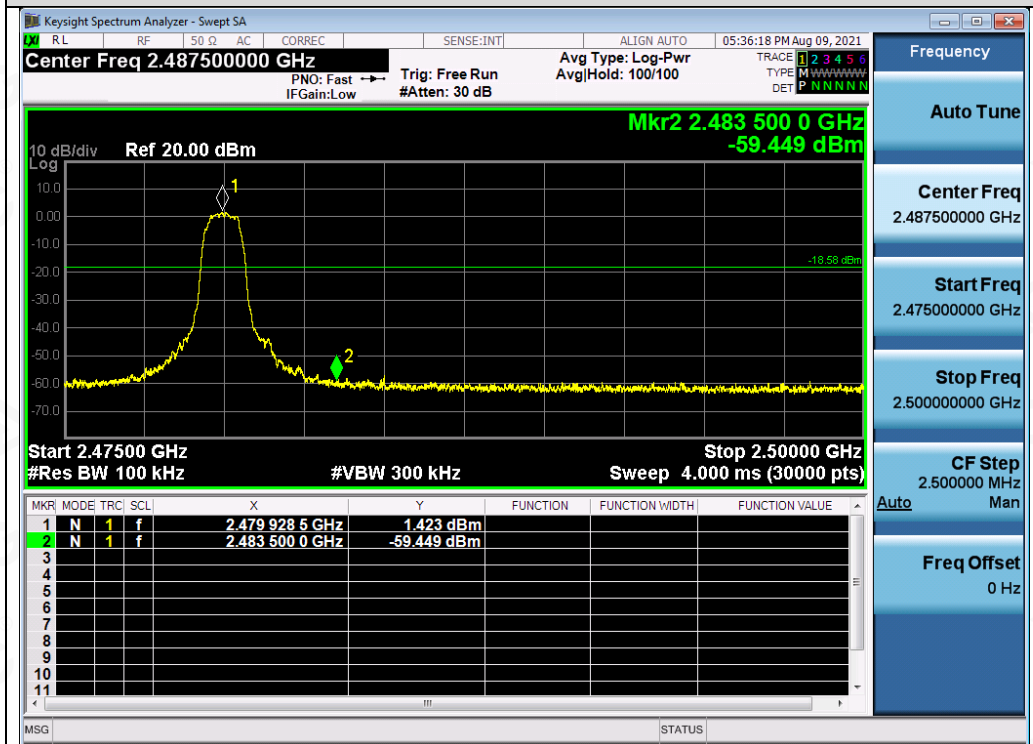 Keysight Spectrum Analyzer - Swept SA
LXI RL RF 50 Ω AC CORREC SENSE:INT ALIGN AUTO 05:36:18 PM Aug 09, 2021
Center Freq 2.487500000 GHz
PNO: Fast
IFGain:Low
Trig: Free Run
#Atten: 30 dB
Avg Type: Log-Pwr
Avg|Hold: 100/100
TRACE 1 2 3 4 5 6
TYPE M W W W W W
DET P N N N N N
Mkr2 2.483 500 0 GHz
-59.449 dBm
10 dB/div Ref 20.00 dBm
Log
10.0
0.00
-10.0
-20.0
-30.0
-40.0
-50.0
-60.0
-70.0
1
2
-18.58 dBm
Start 2.47500 GHz Stop 2.50000 GHz
#Res BW 100 kHz #VBW 300 kHz Sweep 4.000 ms (30000 pts)
MKR MODE TRC SCL X Y FUNCTION FUNCTION WIDTH FUNCTION VALUE
1 N 1 f 2.479 928 5 GHz 1.423 dBm
2 N 1 f 2.483 500 0 GHz -59.449 dBm
3
4
5
6
7
8
9
10
11
MSG STATUS
Frequency
Auto Tune
Center Freq
2.487500000 GHz
Start Freq
2.475000000 GHz
Stop Freq
2.500000000 GHz
CF Step
2.500000 MHz
Auto Man
Freq Offset
0 Hz